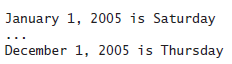 January 1, 2005 is Saturday
...
December 1, 2005 is Thursday